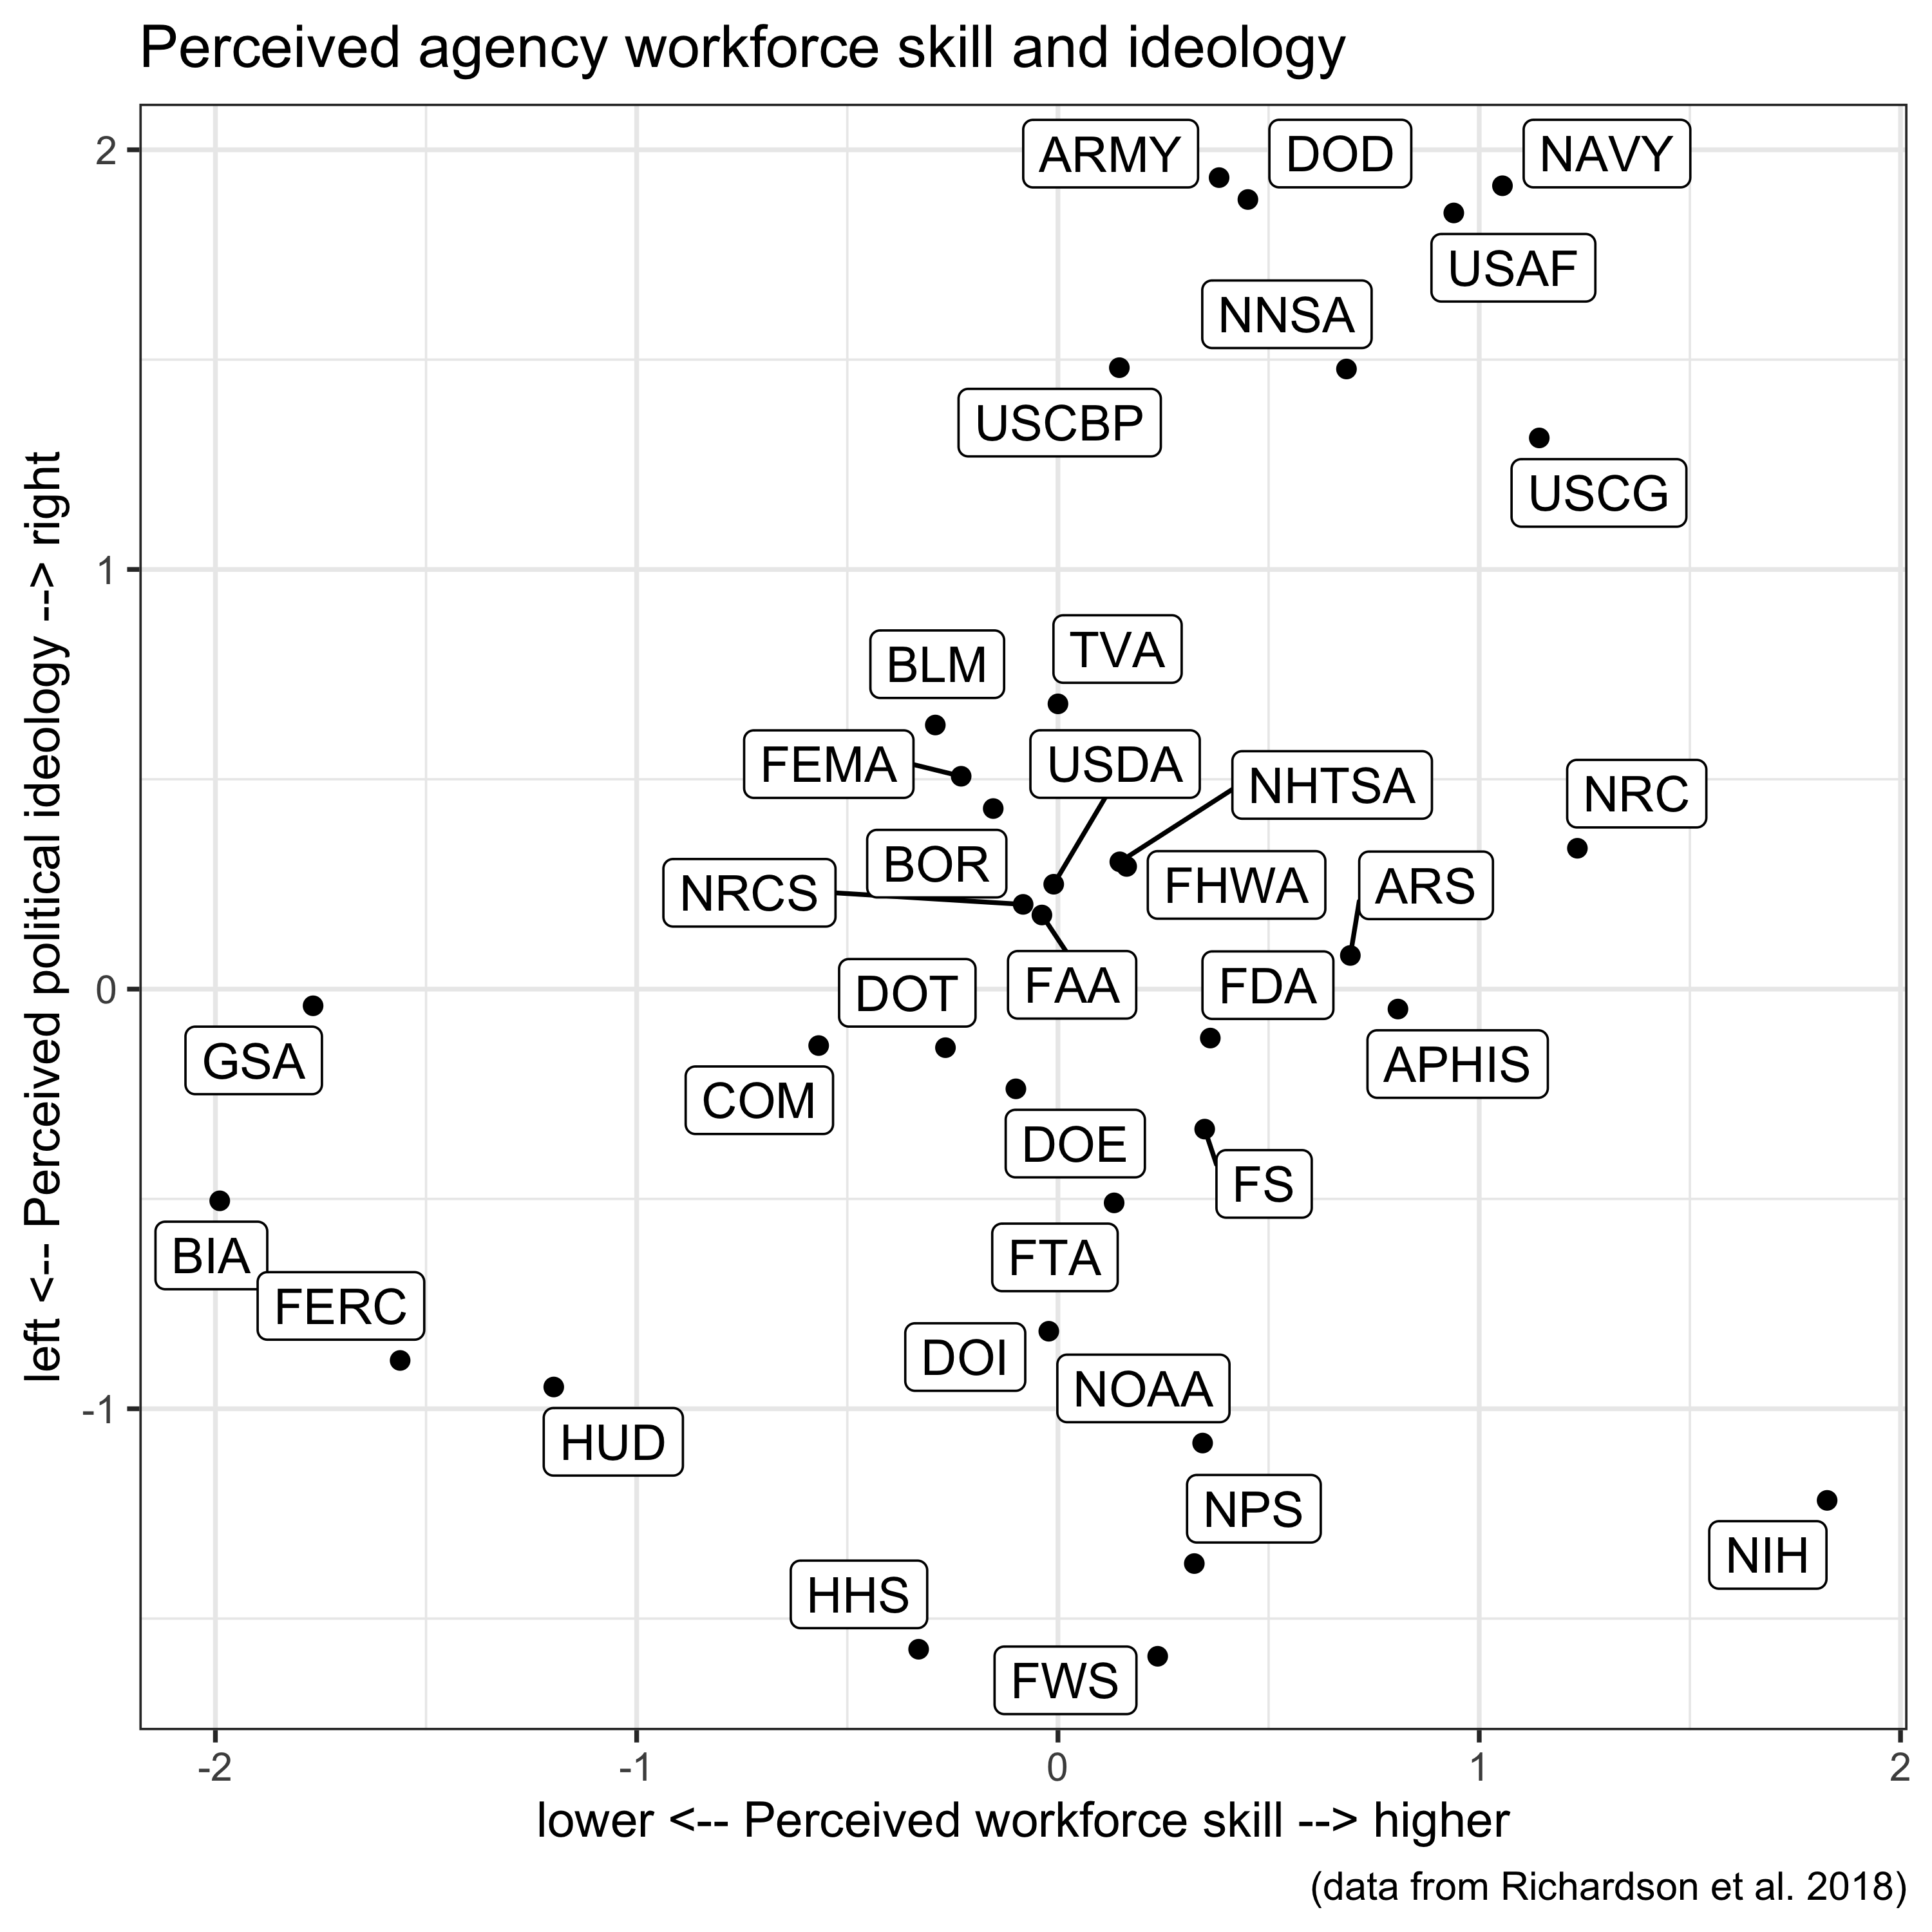 Perceived agency workforce skill and ideology
left <-- Perceived political ideology --> right
2
1
0
-1
ARMY
DOD
NAVY
USAF
NNSA
USCBP
USCG
TVA
BLM
FEMA
USDA
NHTSA
NRC
BOR
NRCS
FHWA
ARS
DOT
FAA
FDA
GSA
COM
APHIS
DOE
FS
BIA
FTA
FERC
DOI
NOAA
HUD
NPS
NIH
HHS
FWS
-2
-1
0
1
2
lower <-- Perceived workforce skill --> higher
(data from Richardson et al. 2018)